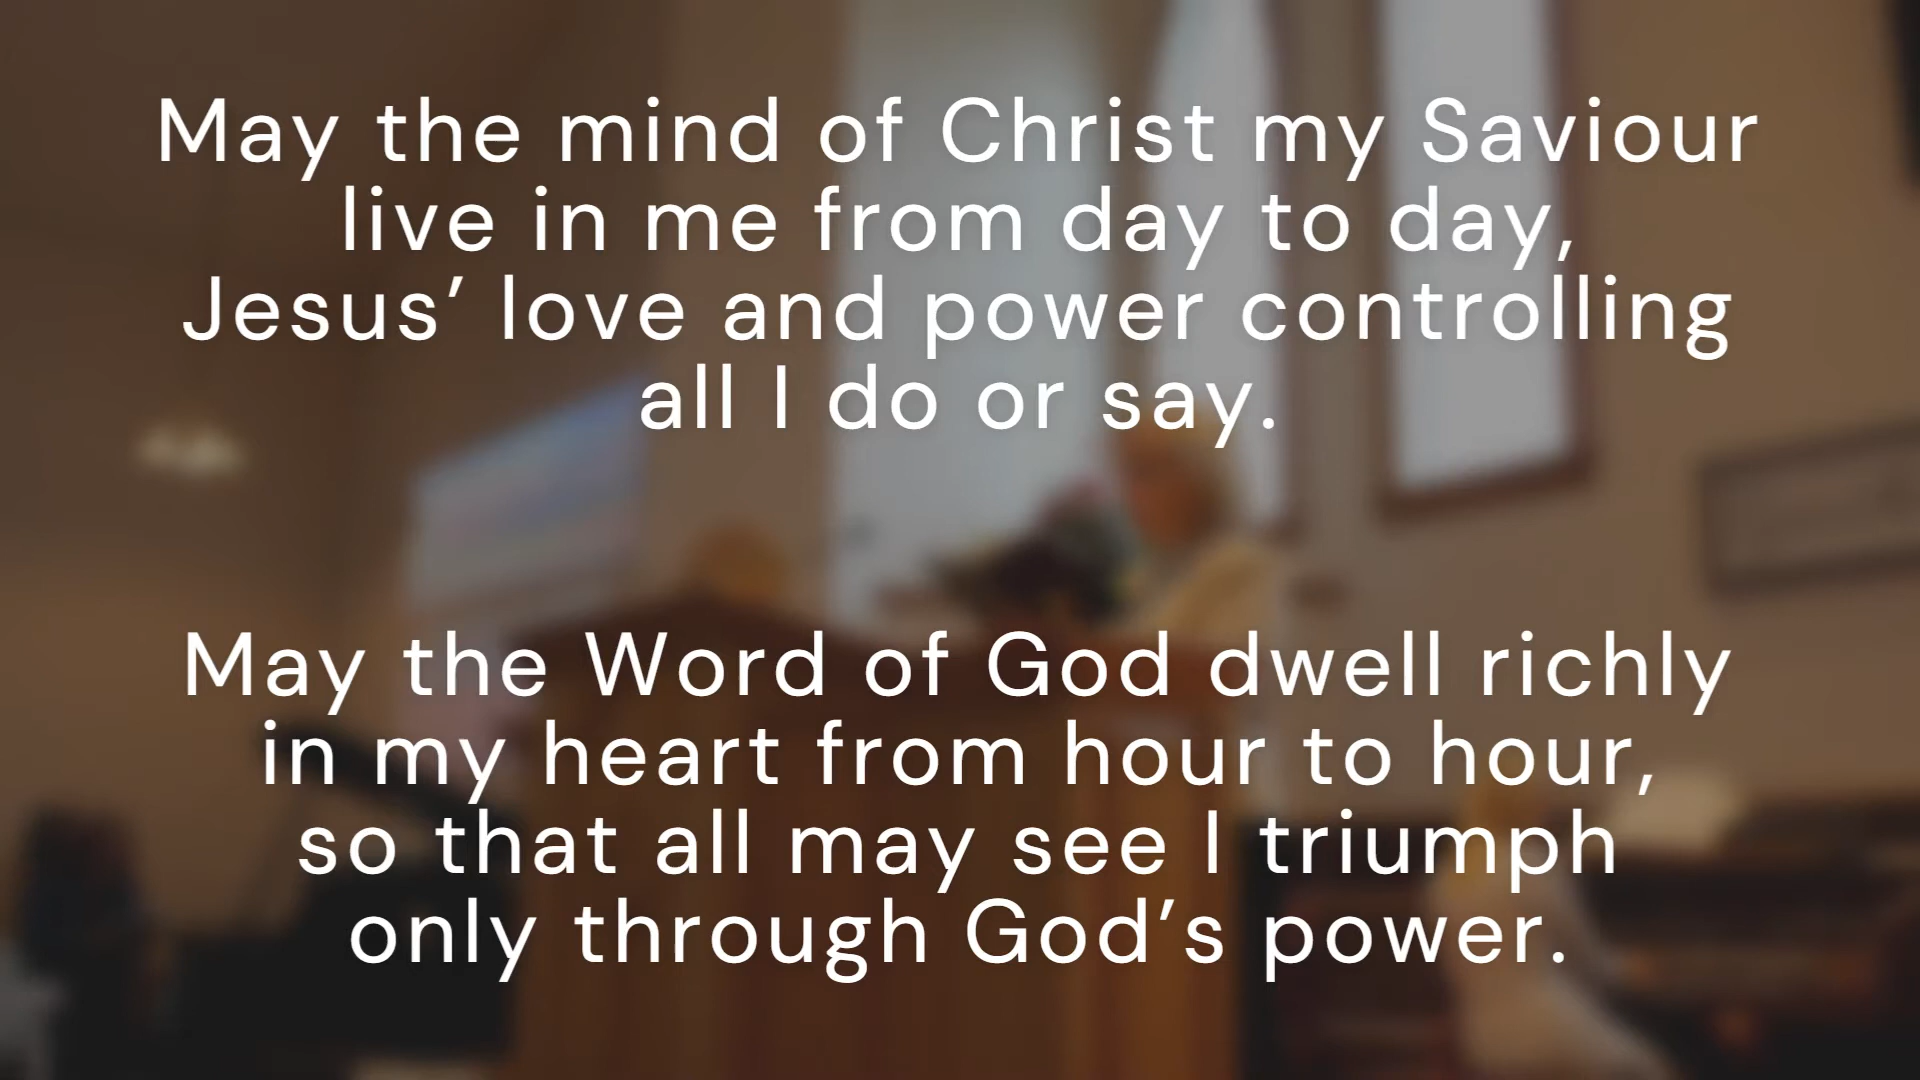 May the mind of Christ my Saviour
live in me from day to day,
Jesus’ love and power controlling
all I do or say.
May the Word of God dwell richly
in my heart from hour to hour,
so that all may see I triumph
only through God’s power.